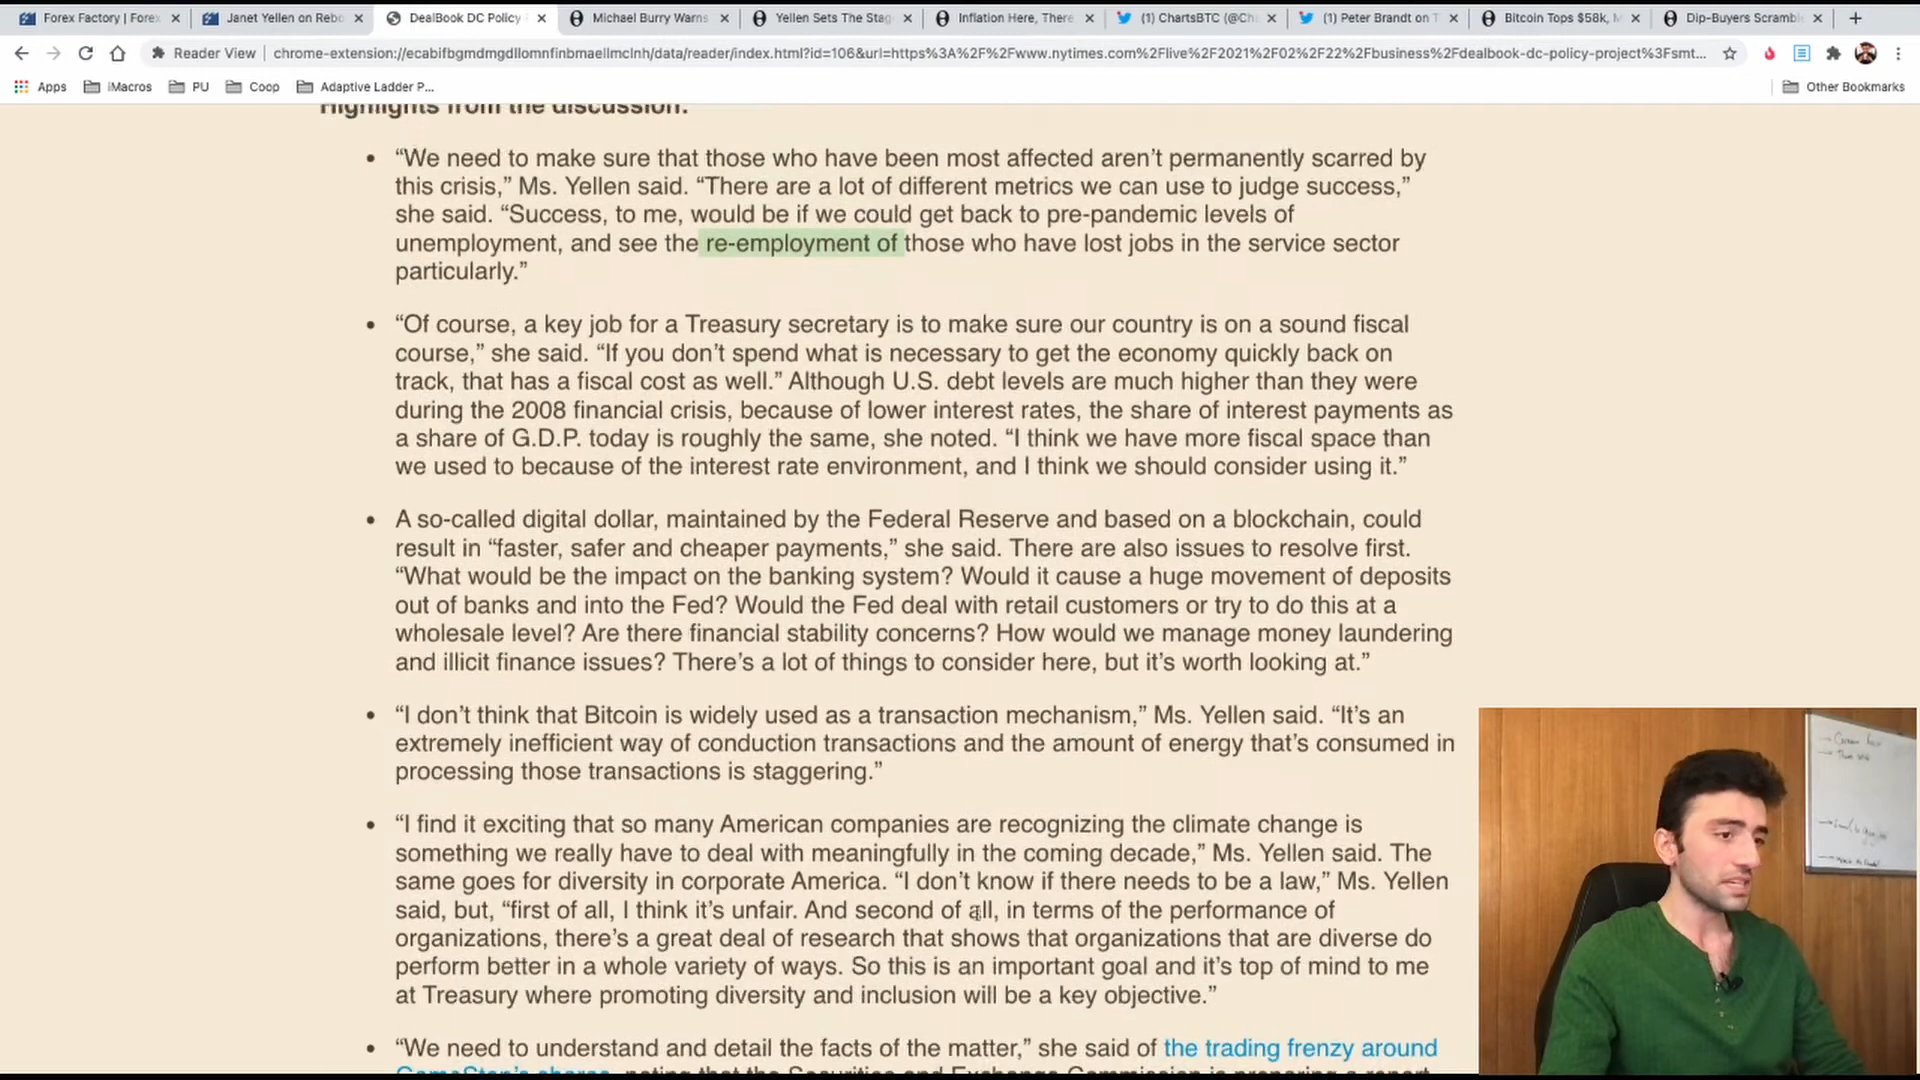 Forex Factory | Forex
Janet Yellen on Rebo
DealBook DC Policy
Michael Burry Warns
Yellen Sets The Stag
Inflation Here, There
(1) ChartsBTC (@Ch
(1) Peter Brandt on T
Bitcoin Tops $58k, M
Dip-Buyers Scrambl
Reader View
chrome-extension://ecabifbgmdmgdllomnfinbmaellmclnh/data/reader/index.html?id=106&url=https%3A%2F%2Fwww.nytimes.com%2Flive%2F2021%2F02%2F22%2Fbusiness%2Fdealbook-dc-policy-project%3Fsmt...
Apps
iMacros
PU
Coop
Adaptive Ladder P...
Other Bookmarks
Highlights from the discussion:
• “We need to make sure that those who have been most affected aren’t permanently scarred by
this crisis,” Ms. Yellen said. “There are a lot of different metrics we can use to judge success,”
she said. “Success, to me, would be if we could get back to pre-pandemic levels of
unemployment, and see the re-employment of those who have lost jobs in the service sector
particularly.”
• “Of course, a key job for a Treasury secretary is to make sure our country is on a sound fiscal
course,” she said. “If you don’t spend what is necessary to get the economy quickly back on
track, that has a fiscal cost as well.” Although U.S. debt levels are much higher than they were
during the 2008 financial crisis, because of lower interest rates, the share of interest payments as
a share of G.D.P. today is roughly the same, she noted. “I think we have more fiscal space than
we used to because of the interest rate environment, and I think we should consider using it.”
• A so-called digital dollar, maintained by the Federal Reserve and based on a blockchain, could
result in “faster, safer and cheaper payments,” she said. There are also issues to resolve first.
“What would be the impact on the banking system? Would it cause a huge movement of deposits
out of banks and into the Fed? Would the Fed deal with retail customers or try to do this at a
wholesale level? Are there financial stability concerns? How would we manage money laundering
and illicit finance issues? There’s a lot of things to consider here, but it’s worth looking at.”
• “I don’t think that Bitcoin is widely used as a transaction mechanism,” Ms. Yellen said. “It’s an
extremely inefficient way of conduction transactions and the amount of energy that’s consumed in
processing those transactions is staggering.”
• “I find it exciting that so many American companies are recognizing the climate change is
something we really have to deal with meaningfully in the coming decade,” Ms. Yellen said. The
same goes for diversity in corporate America. “I don’t know if there needs to be a law,” Ms. Yellen
said, but, “first of all, I think it’s unfair. And second of all, in terms of the performance of
organizations, there’s a great deal of research that shows that organizations that are diverse do
perform better in a whole variety of ways. So this is an important goal and it’s top of mind to me
at Treasury where promoting diversity and inclusion will be a key objective.”
• “We need to understand and detail the facts of the matter,” she said of the trading frenzy around
GameStop’s shares, noting that the Securities and Exchange Commission is preparing a report